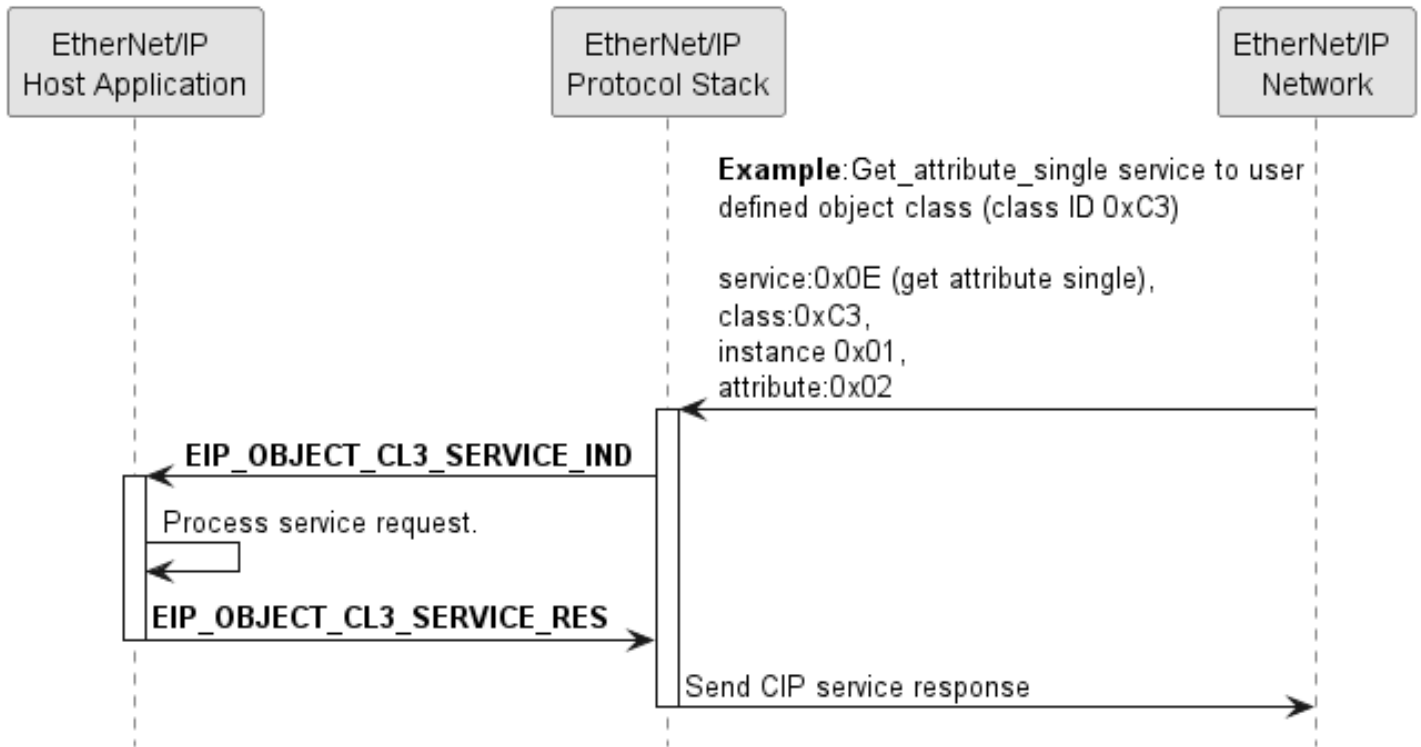 EtherNet/IP
Host Application
EtherNet/IP
Protocol Stack
EtherNet/IP
Network
Example:Get_attribute_single service to user
defined object class (class ID 0xC3)
service:0x0E (get attribute single),
class:0xC3,
instance 0x01,
attribute:0x02
EIP_OBJECT_CL3_SERVICE_IND
Process service request.
EIP_OBJECT_CL3_SERVICE_RES
Send CIP service response